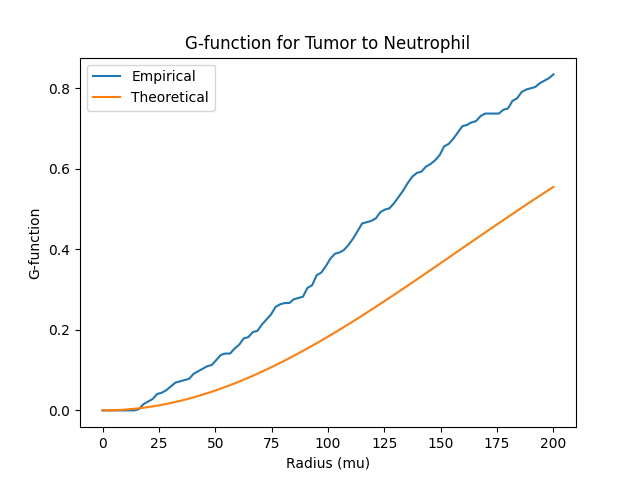 G-function for Tumor to Neutrophil
Empirical
Theoretical
0.8
0.6
0.4
0.2
0.0
G-function
0 25 50 75 100 125 150 175 200
Radius (mu)